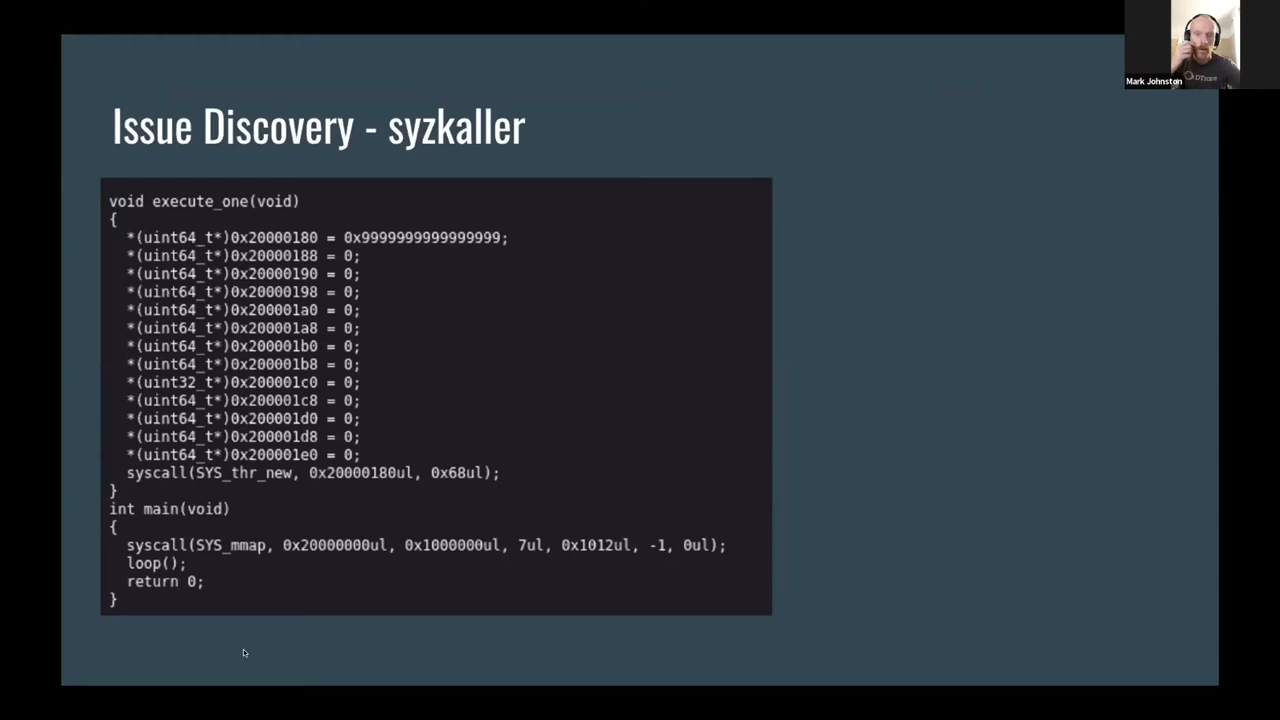 Mark Johnston
DTrace
Issue Discovery - syzkaller
void execute_one(void)
{
  *(uint64_t*)0x20000180 = 0x9999999999999999;
  *(uint64_t*)0x20000188 = 0;
  *(uint64_t*)0x20000190 = 0;
  *(uint64_t*)0x20000198 = 0;
  *(uint64_t*)0x200001a0 = 0;
  *(uint64_t*)0x200001a8 = 0;
  *(uint64_t*)0x200001b0 = 0;
  *(uint64_t*)0x200001b8 = 0;
  *(uint32_t*)0x200001c0 = 0;
  *(uint64_t*)0x200001c8 = 0;
  *(uint64_t*)0x200001d0 = 0;
  *(uint64_t*)0x200001d8 = 0;
  *(uint64_t*)0x200001e0 = 0;
  syscall(SYS_thr_new, 0x20000180ul, 0x68ul);
}
int main(void)
{
  syscall(SYS_mmap, 0x20000000ul, 0x1000000ul, 7ul, 0x1012ul, -1, 0ul);
  loop();
  return 0;
}